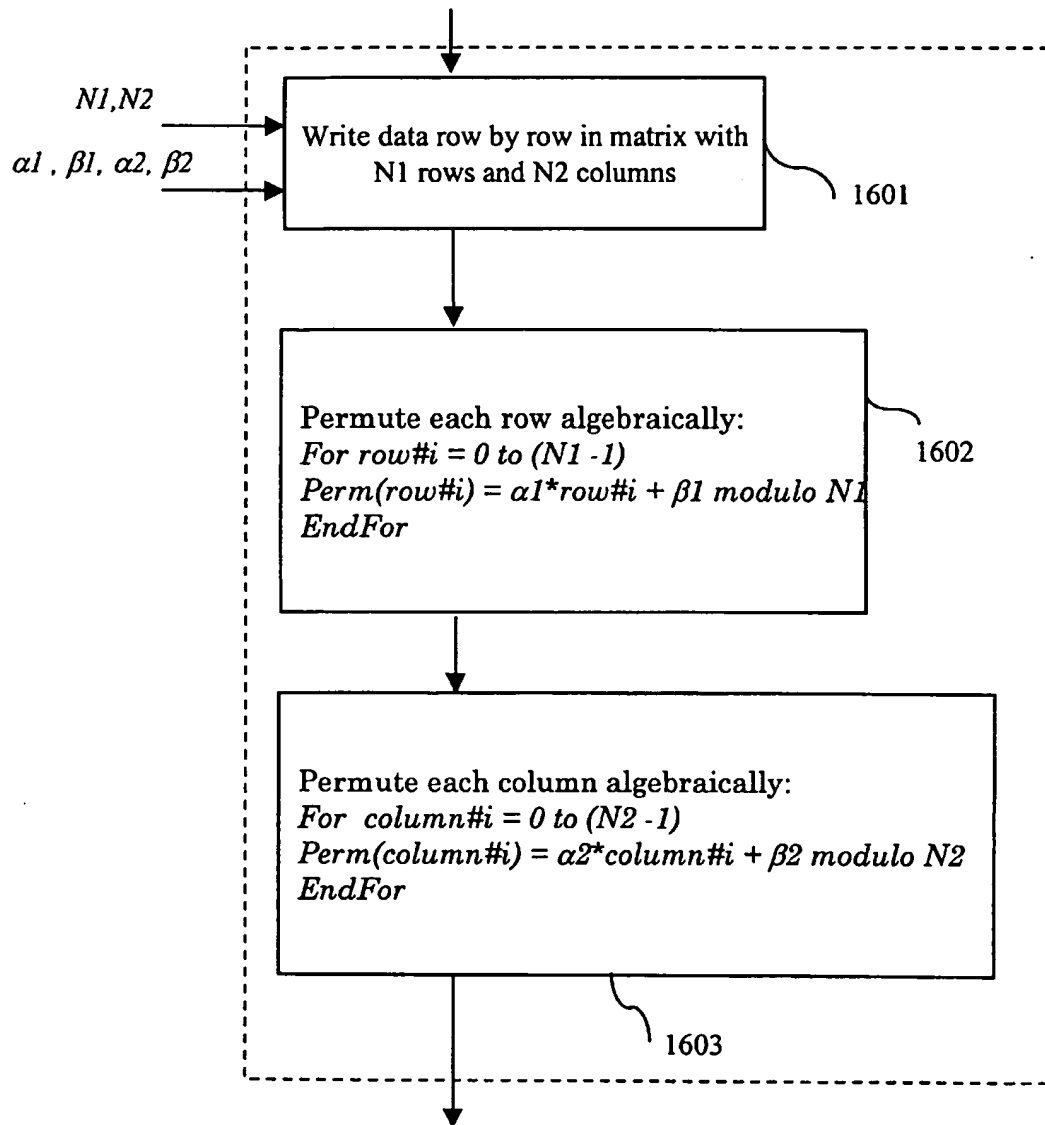 N1,N2
α1 , β1, α2, β2
Write data row by row in matrix with
N1 rows and N2 columns
1601
Permute each row algebraically:
For row#i = 0 to (N1 -1)
Perm(row#i) = α1*row#i + β1 modulo N1
EndFor
1602
Permute each column algebraically:
For column#i = 0 to (N2 -1)
Perm(column#i) = α2*column#i + β2 modulo N2
EndFor
1603